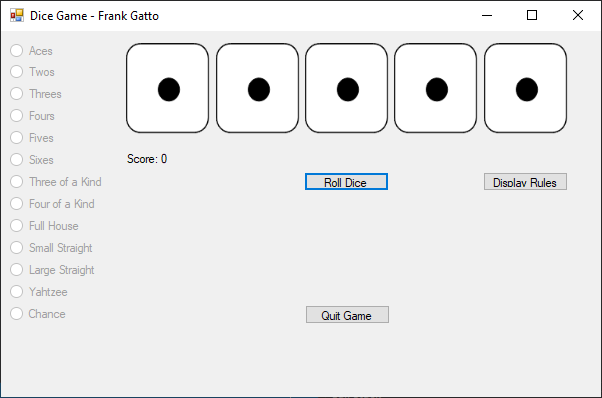 Dice Game - Frank Gatto
Aces
Twos
Threes
Fours
Fives
Sixes
Three of a Kind
Four of a Kind
Full House
Small Straight
Large Straight
Yahtzee
Chance
Score: 0
Roll Dice
Display Rules
Quit Game